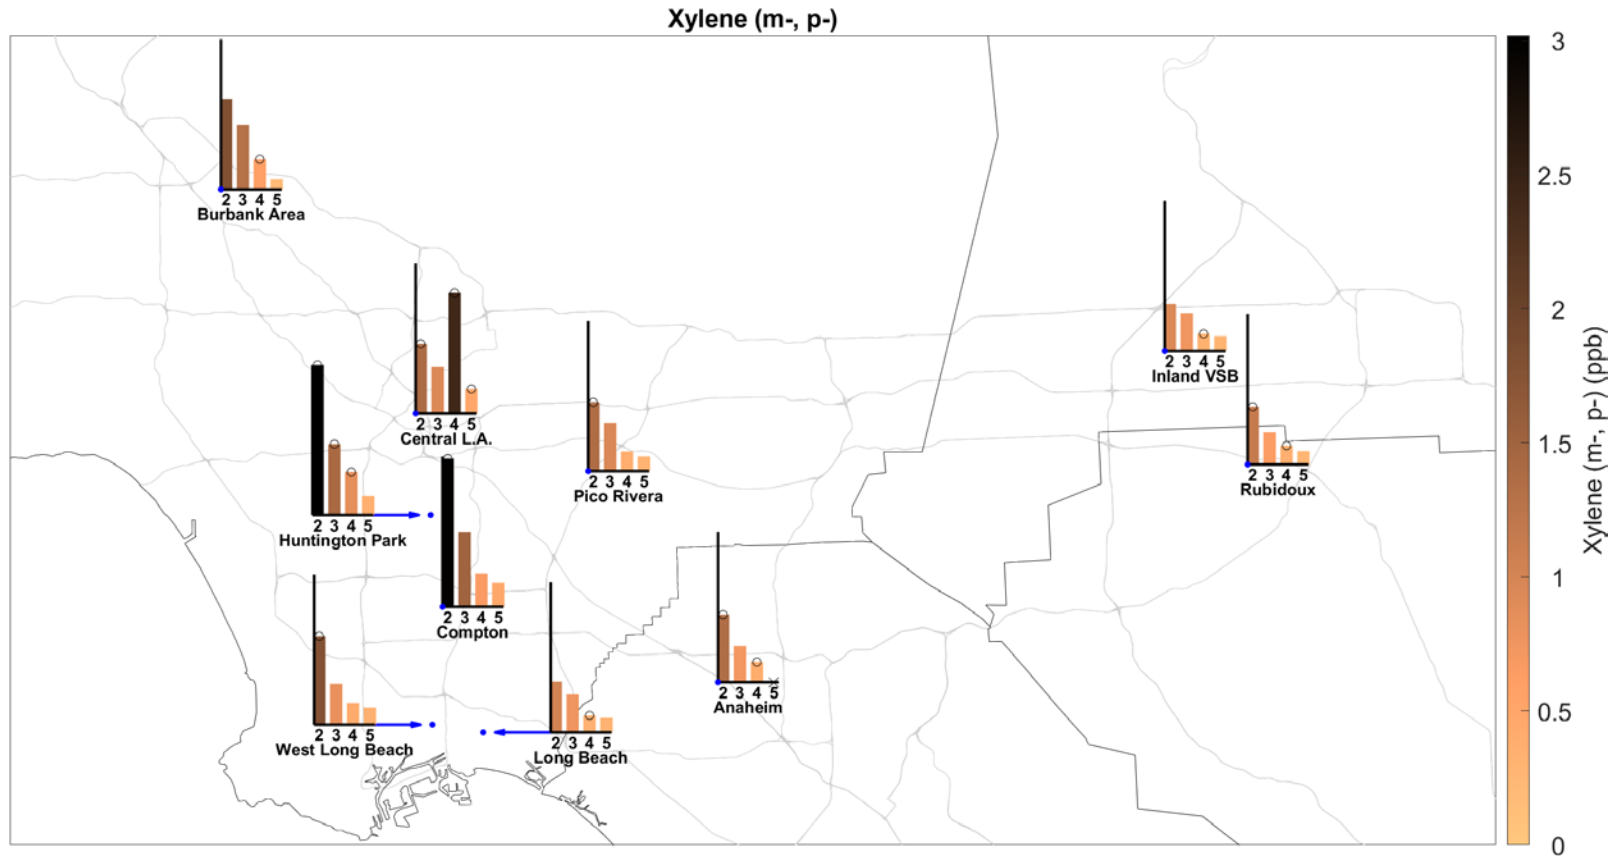 Xylene (m-, p-)
2 3 4 5
Burbank Area
2 3 4 5
Central L.A.
2 3 4 5
Pico Rivera
2 3 4 5
Inland VSB
2 3 4 5
Rubidoux
2 3 4 5
Huntington Park
2 3 4 5
Compton
2 3 4 5
West Long Beach
2 3 4 5
Long Beach
2 3 4 5
Anaheim
3
2.5
2
1.5
1
0.5
0
Xylene (m-, p-) (ppb)